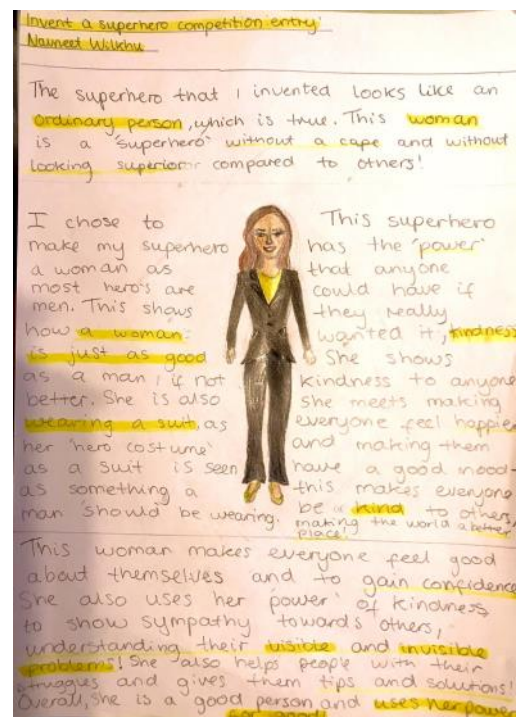 Invent a superhero competition entry:
Navneet Wilkhu
The superhero that I invented looks like an
ordinary person, which is true. This woman
is a 'superhero' without a cape and without
looking superior compared to others!
I chose to
make my superhero
a woman as
most hero's are
men. This shows
how a woman
is just as good
as a man, if not
better. She is also
wearing a suit, as
her 'hero costume'
as a suit is seen
as something a
man 'should' be wearing.
This superhero
has the 'power'
that anyone
could have if
they really
wanted it, kindness
She shows
kindness to anyone
she meets making
everyone feel happier
and making them
have a good mood-
this makes everyone
be kind to others,
making the world a better
place!
This woman makes everyone feel good
about themselves and to gain confidence
She also uses her 'power' of kindness
to show sympathy towards others,
understanding their visible and invisible
problems! She also helps people with their
struggles and gives them tips and solutions!
Overall, she is a good person and uses her power
for good!